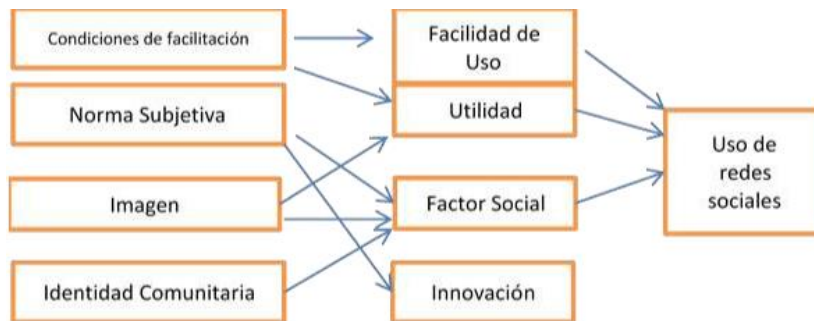 Condiciones de facilitación
Norma Subjetiva
Imagen
Identidad Comunitaria
Facilidad de
Uso
Utilidad
Factor Social
Innovación
Uso de
redes
sociales